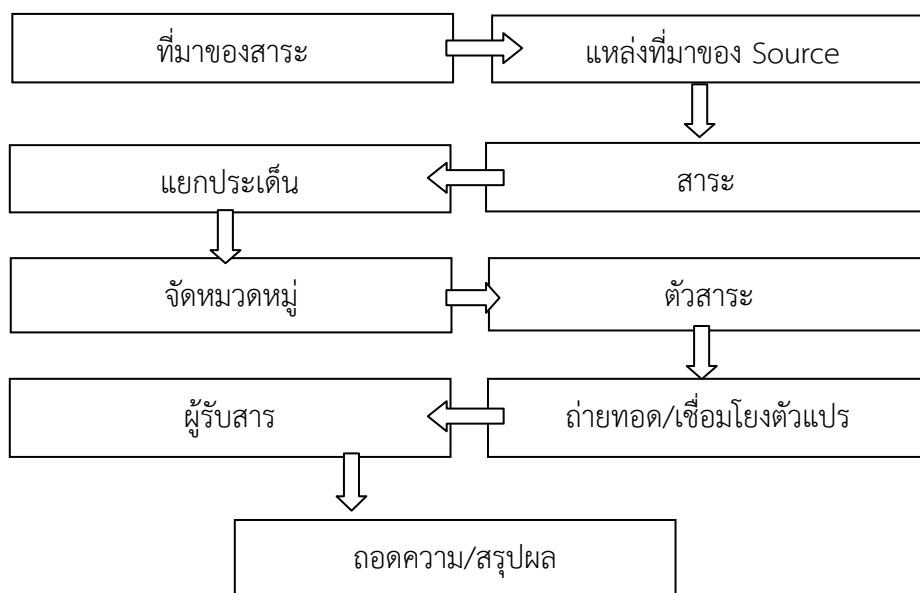 ที่มาของสาระ
แหล่งที่มาของ Source
สาระ
แยกประเด็น
จัดหมวดหมู่
ตัวสาระ
ถ่ายทอด/เชื่อมโยงตัวแปร
ผู้รับสาร
ถอดความ/สรุปผล